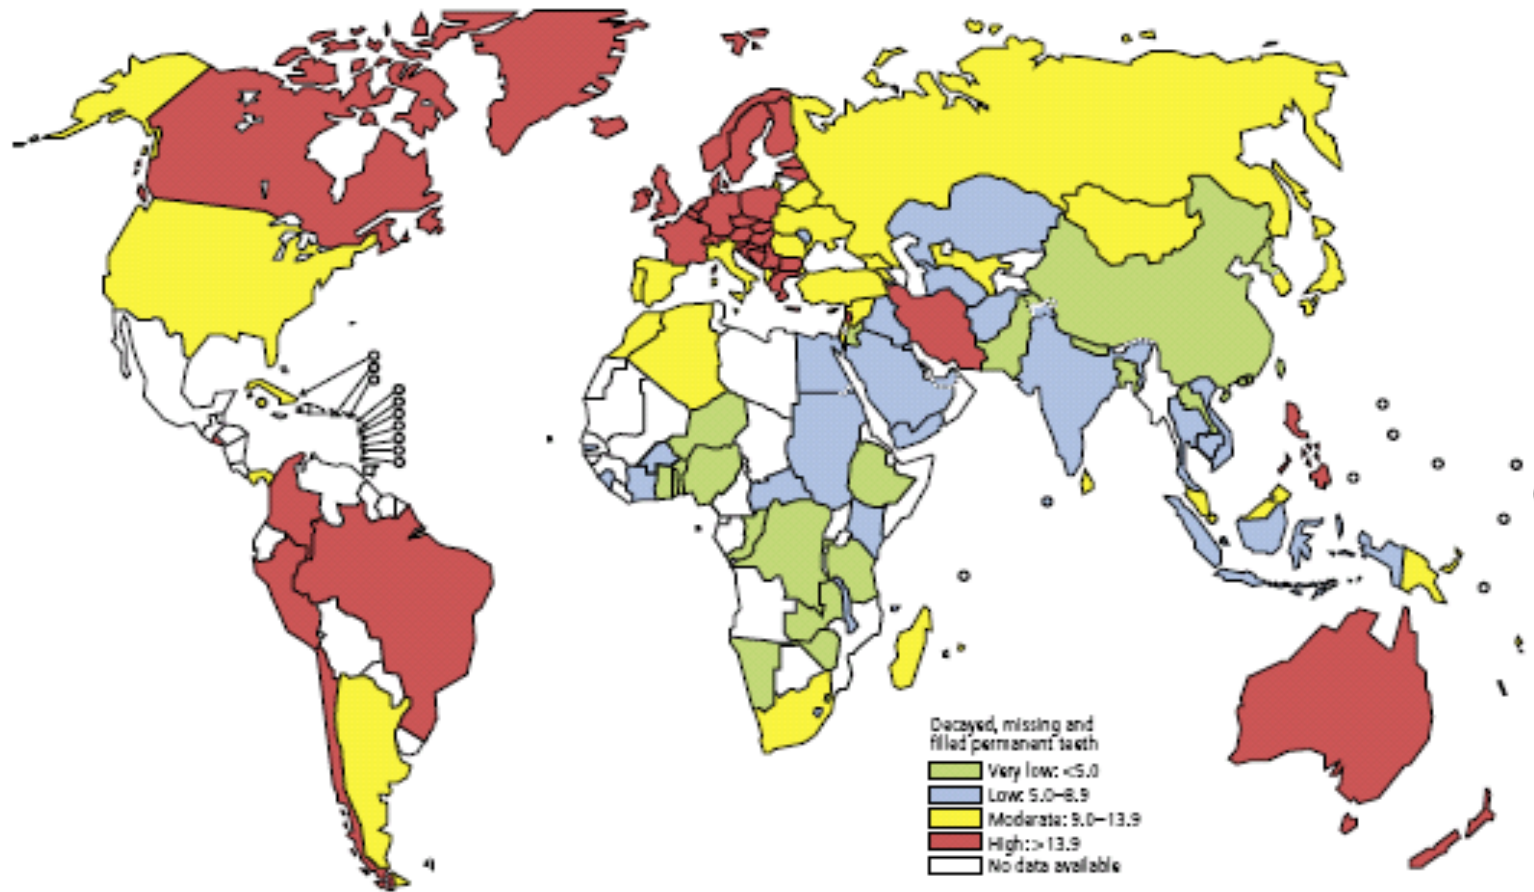 Decayed, missing and
filled permanent teeth
Very low: <5.0
Low: 5.0–8.9
Moderate: 9.0–13.9
High: >13.9
No data available